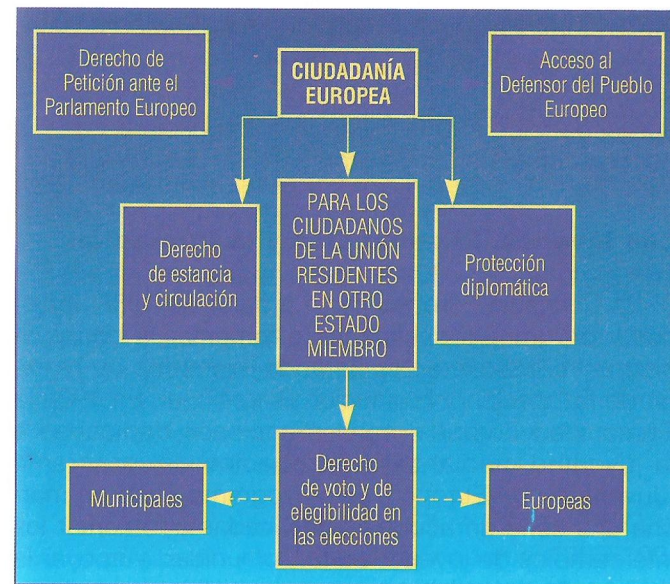 Derecho de
Petición ante el
Parlamento Europeo
CIUDADANÍA
EUROPEA
Acceso al
Defensor del Pueblo
Europeo
Derecho
de estancia
y circulación
PARA LOS
CIUDADANOS
DE LA UNIÓN
RESIDENTES
EN OTRO
ESTADO
MIEMBRO
Protección
diplomática
Municipales
Derecho
de voto y de
elegibilidad en
las elecciones
Europeas